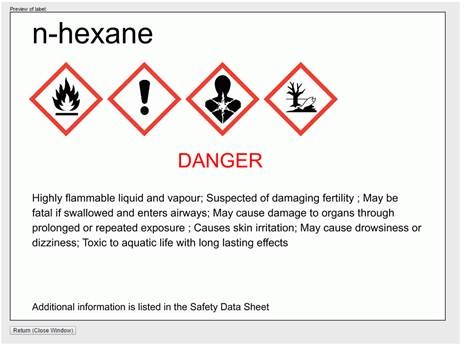 Preview of label:
n-hexane
DANGER
Highly flammable liquid and vapour; Suspected of damaging fertility ; May be
fatal if swallowed and enters airways; May cause damage to organs through
prolonged or repeated exposure ; Causes skin irritation; May cause drowsiness or
dizziness; Toxic to aquatic life with long lasting effects
Additional information is listed in the Safety Data Sheet
Return (Close Window)